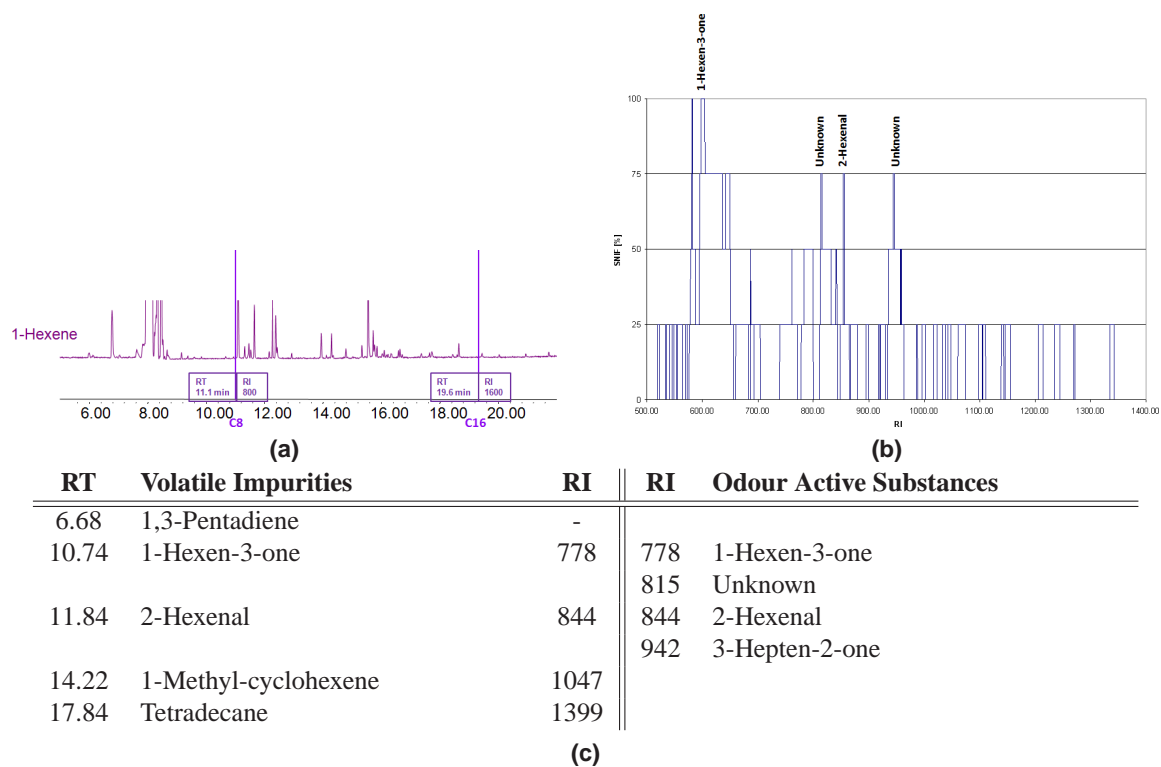 1-Hexene
RT
11.1 min
RI
800
RT
19.6 min
RI
1600
6.00 8.00 10.00 12.00 14.00 16.00 18.00 20.00
C8
C16
(a)
1-Hexen-3-one
Unknown
2-Hexenal
Unknown
100
75
50
25
0
SNIF [%]
500.00 600.00 700.00 800.00 900.00 1000.00 1100.00 1200.00 1300.00 1400.00
RI
(b)
RT Volatile Impurities RI RI Odour Active Substances
6.68 1,3-Pentadiene -
10.74 1-Hexen-3-one 778 778 1-Hexen-3-one
815 Unknown
11.84 2-Hexenal 844 844 2-Hexenal
942 3-Hepten-2-one
14.22 1-Methyl-cyclohexene 1047
17.84 Tetradecane 1399
(c)